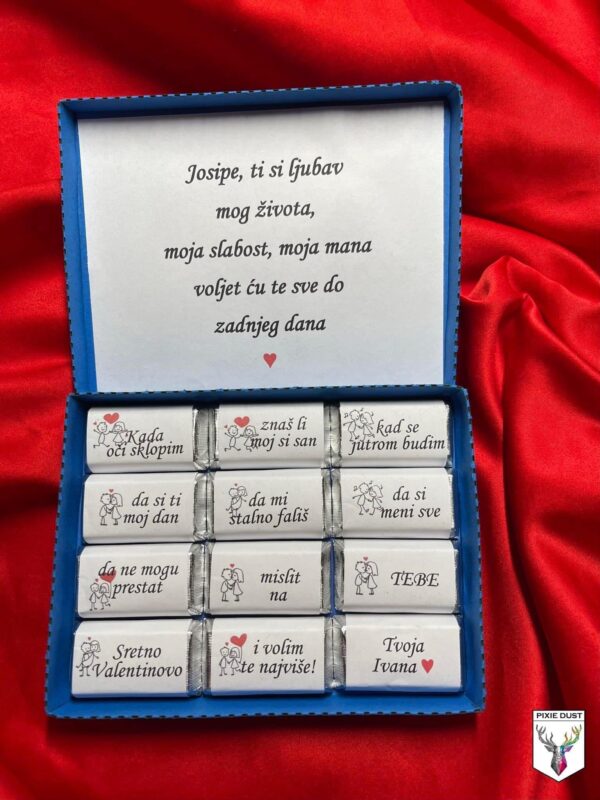 Josipe, ti si ljubav
mog života,
moja slabost, moja mana
voljet ću te sve do
zadnjeg dana
Kada
oči sklopim
znaš li
moj si san
kad se
jutrom budim
da si ti
moj dan
da mi
stalno fališ
da si
meni sve
da ne mogu
prestat
mislit
na
TEBE
Sretno
Valentinovo
i volim
te najviše!
Tvoja
Ivana
PIXIE DUST